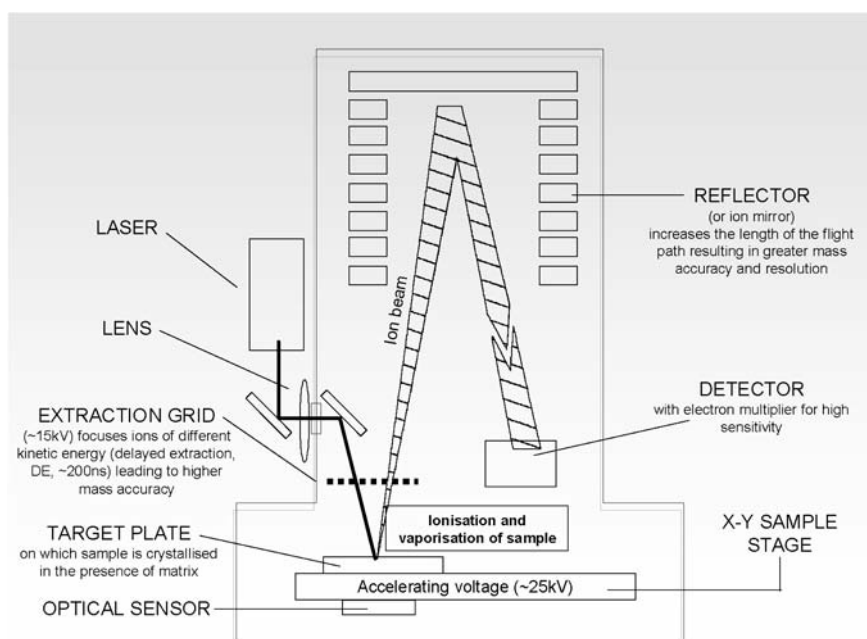 REFLECTOR
(or ion mirror)
increases the length of the flight
path resulting in greater mass
accuracy and resolution
LASER
Ion beam
LENS
DETECTOR
with electron multiplier for high
sensitivity
EXTRACTION GRID
(~15kV) focuses ions of different
kinetic energy (delayed extraction,
DE, ~200ns) leading to higher
mass accuracy
Ionisation and
vaporisation of sample
X-Y SAMPLE
STAGE
TARGET PLATE
on which sample is crystallised
in the presence of matrix
Accelerating voltage (~25kV)
OPTICAL SENSOR